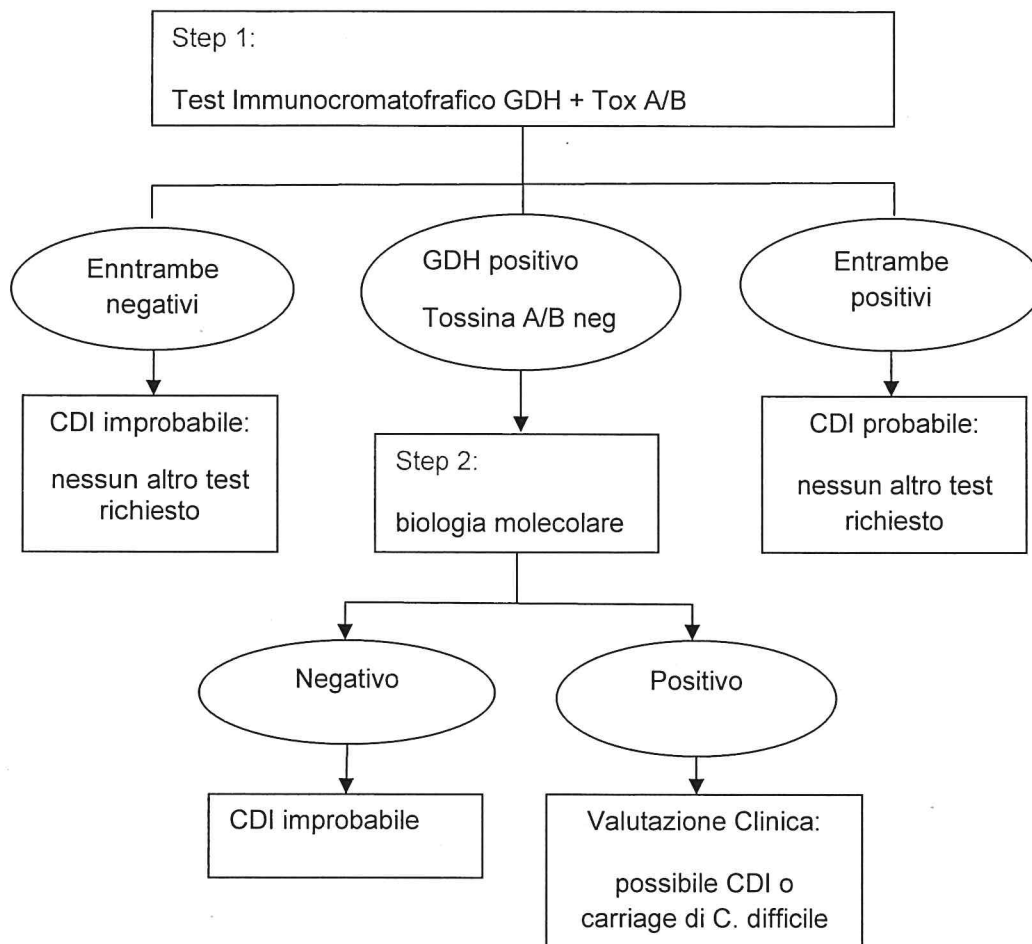 Step 1:
Test Immunocromatofrafico GDH + Tox A/B
Enntrambe
negativi
GDH positivo
Tossina A/B neg
Entrambe
positivi
CDI improbabile:
nessun altro test
richiesto
Step 2:
biologia molecolare
CDI probabile:
nessun altro test
richiesto
Negativo
Positivo
CDI improbabile
Valutazione Clinica:
possibile CDI o
carriage di C. difficile